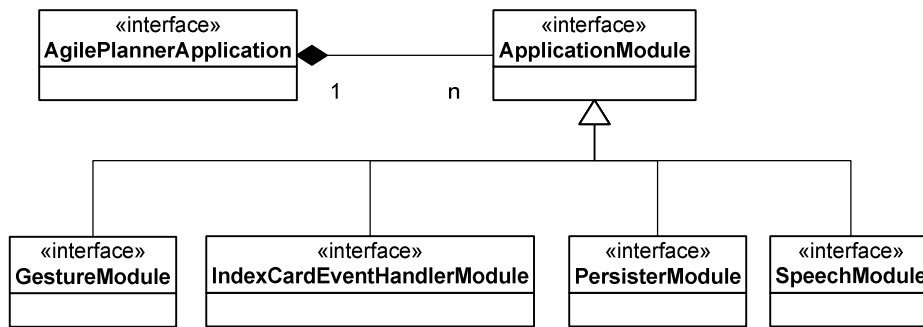 «interface»
AgilePlannerApplication
«interface»
ApplicationModule
1
n
«interface»
GestureModule
«interface»
IndexCardEventHandlerModule
«interface»
PersisterModule
«interface»
SpeechModule